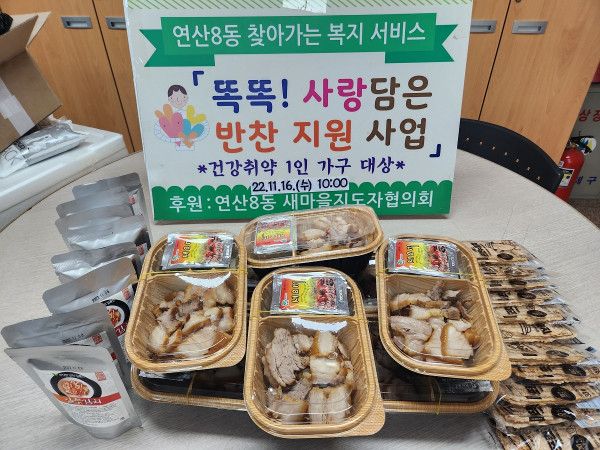 연산8동 찾아가는 복지 서비스
「똑똑! 사랑담은
반찬 지원 사업」
*건강취약 1인 가구 대상*
22.11.16.(수) 10:00
후원 : 연산8동 새마을지도자협의회